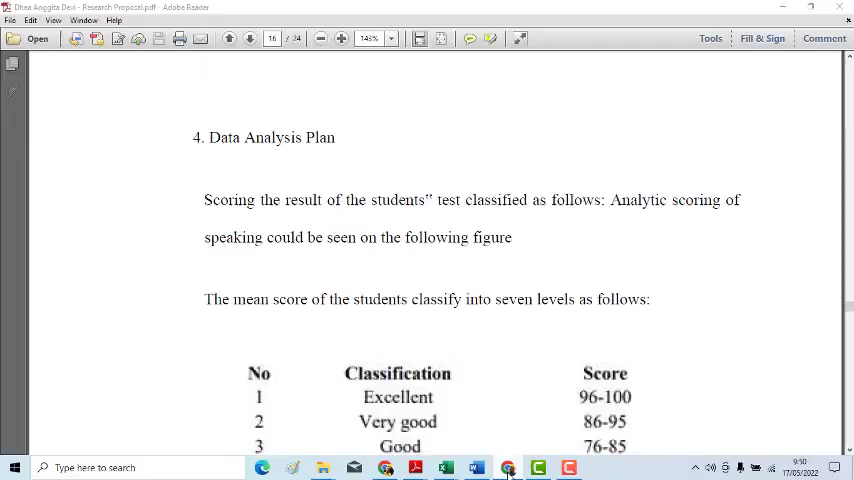 Dhea Anggita Devi - Research Proposal.pdf - Adobe Reader
File Edit View Window Help
Open 16 / 24 143% Tools Fill & Sign Comment
4. Data Analysis Plan
Scoring the result of the students‟ test classified as follows: Analytic scoring of
speaking could be seen on the following figure
The mean score of the students classify into seven levels as follows:
No Classification Score
1 Excellent 96-100
2 Very good 86-95
3 Good 76-85
Type here to search
9:50
17/05/2022